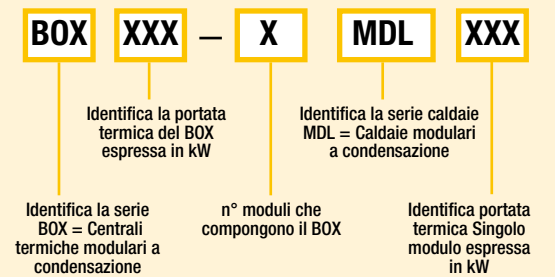 BOX XXX – X MDL XXX
Identifica la portata
termica del BOX
espressa in kW
Identifica la serie caldaie
MDL = Caldaie modulari
a condensazione
Identifica la serie
BOX = Centrali
termiche modulari a
condensazione
n° moduli che
compongono il BOX
Identifica portata
termica Singolo
modulo espressa
in kW